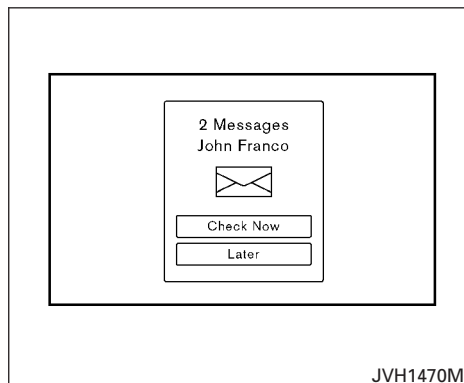 2 Messages
John Franco
Check Now
Later
JVH1470M